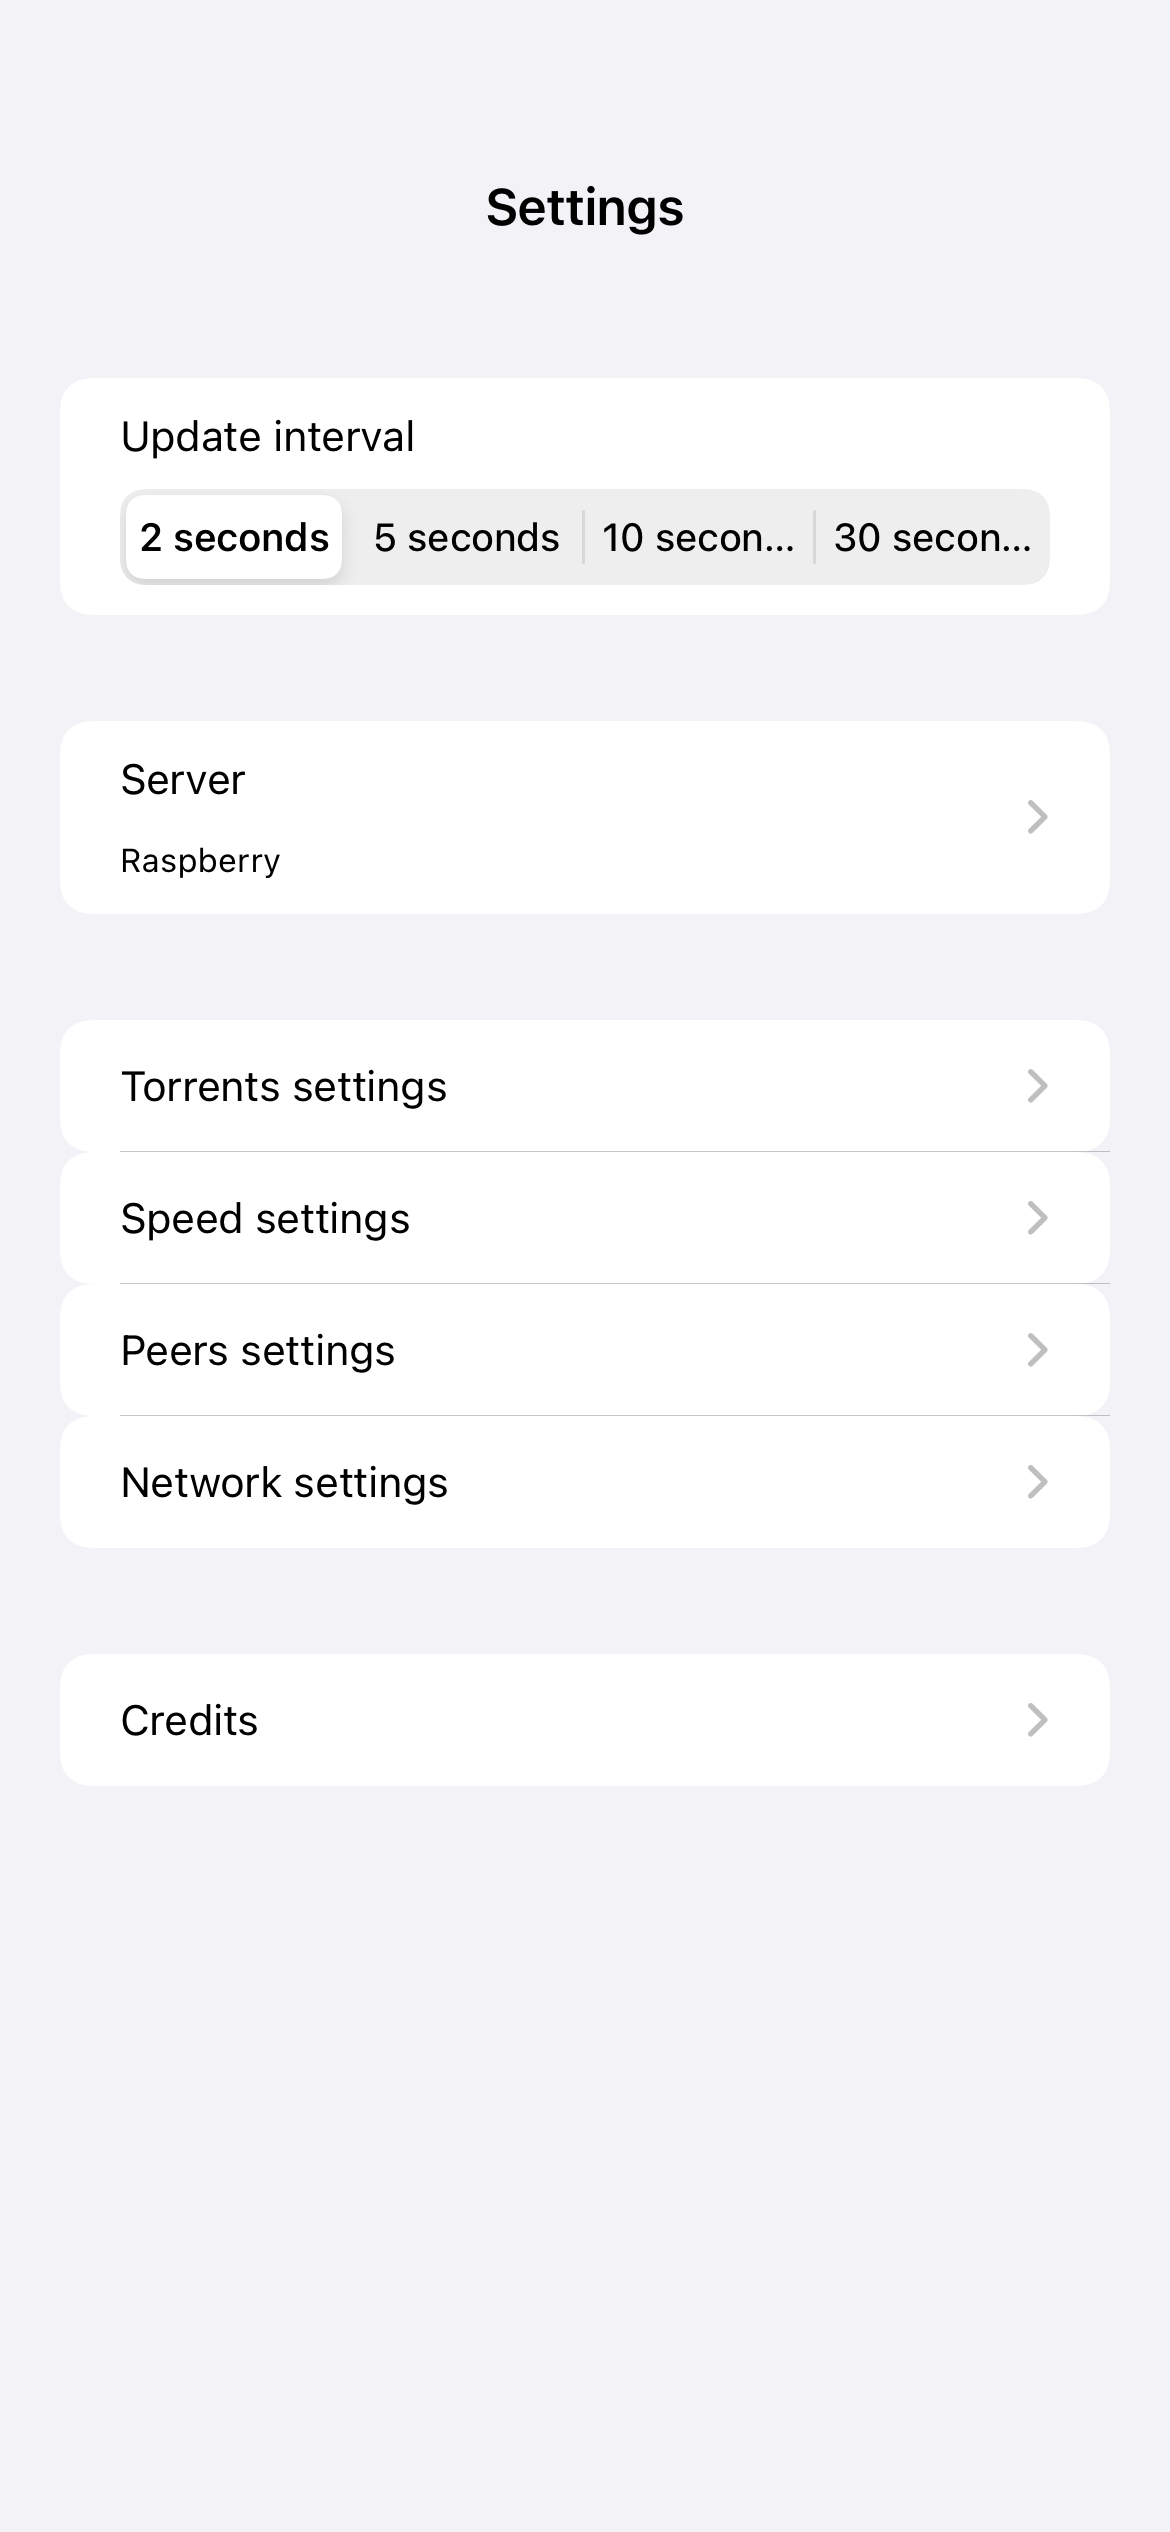 Settings
Update interval
2 seconds
5 seconds
10 secon...
30 secon...
Server
Raspberry
Torrents settings
Speed settings
Peers settings
Network settings
Credits